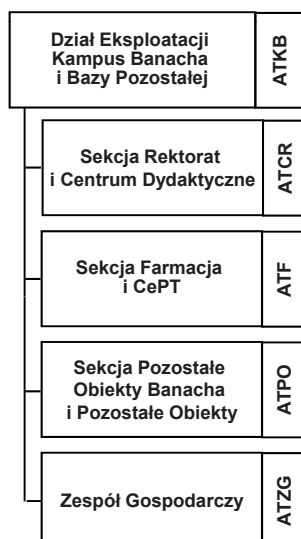 Dział Eksploatacji
Kampus Banacha
i Bazy Pozostałej
ATKB
Sekcja Rektorat
i Centrum Dydaktyczne
ATCR
Sekcja Farmacja
i CePT
ATF
Sekcja Pozostałe
Obiekty Banacha
i Pozostałe Obiekty
ATPO
Zespół Gospodarczy
ATZG